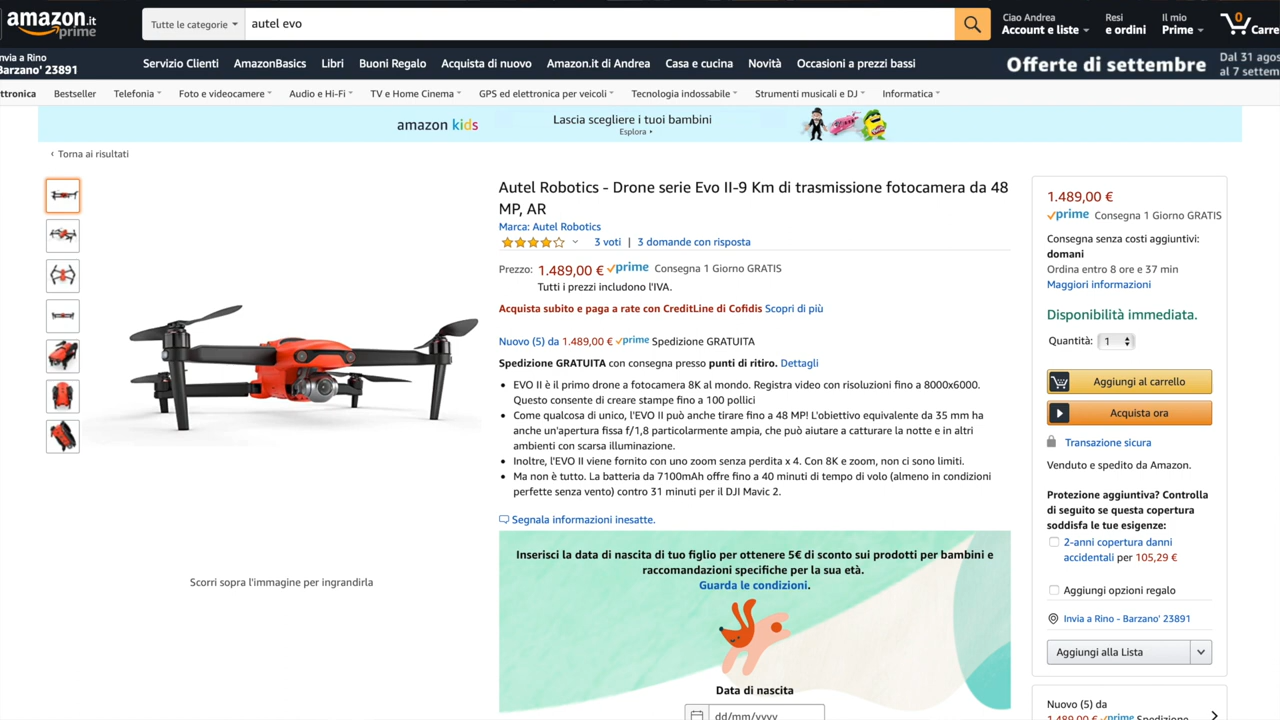 amazon.it
prime
Tutte le categorie
autel evo
Ciao Andrea
Account e liste
Resi
e ordini
Il mio
Prime
0
Carre
nvia a Rino
Barzano' 23891
Servizio Clienti
AmazonBasics
Libri
Buoni Regalo
Acquista di nuovo
Amazon.it di Andrea
Casa e cucina
Novità
Occasioni a prezzi bassi
Offerte di settembre
Dal 31 agos
al 7 settem
ttronica
Bestseller
Telefonia
Foto e videocamere
Audio e Hi-Fi
TV e Home Cinema
GPS ed elettronica per veicoli
Tecnologia indossabile
Strumenti musicali e DJ
Informatica
amazon kids
Lascia scegliere i tuoi bambini
Esplora
‹ Torna ai risultati
Autel Robotics - Drone serie Evo II-9 Km di trasmissione fotocamera da 48
MP, AR
Marca: Autel Robotics
3 voti | 3 domande con risposta
Prezzo: 1.489,00 € prime Consegna 1 Giorno GRATIS
Tutti i prezzi includono l'IVA.
Acquista subito e paga a rate con CreditLine di Cofidis Scopri di più
Nuovo (5) da 1.489,00 € prime Spedizione GRATUITA
Spedizione GRATUITA con consegna presso punti di ritiro. Dettagli
• EVO II è il primo drone a fotocamera 8K al mondo. Registra video con risoluzioni fino a 8000x6000.
Questo consente di creare stampe fino a 100 pollici
• Come qualcosa di unico, l'EVO II può anche tirare fino a 48 MP! L'obiettivo equivalente da 35 mm ha
anche un'apertura fissa f/1,8 particolarmente ampia, che può aiutare a catturare la notte e in altri
ambienti con scarsa illuminazione.
• Inoltre, l'EVO II viene fornito con uno zoom senza perdita x 4. Con 8K e zoom, non ci sono limiti.
• Ma non è tutto. La batteria da 7100mAh offre fino a 40 minuti di tempo di volo (almeno in condizioni
perfette senza vento) contro 31 minuti per il DJI Mavic 2.
Segnala informazioni inesatte.
Scorri sopra l'immagine per ingrandirla
Inserisci la data di nascita di tuo figlio per ottenere 5€ di sconto sui prodotti per bambini e
raccomandazioni specifiche per la sua età.
Guarda le condizioni.
Data di nascita
dd/mm/yyyy
1.489,00 €
prime Consegna 1 Giorno GRATIS
Consegna senza costi aggiuntivi:
domani
Ordina entro 8 ore e 37 min
Maggiori informazioni
Disponibilità immediata.
Quantità: 1
Aggiungi al carrello
Acquista ora
Transazione sicura
Venduto e spedito da Amazon.
Protezione aggiuntiva? Controlla
di seguito se questa copertura
soddisfa le tue esigenze:
2-anni copertura danni
accidentali per 105,29 €
Aggiungi opzioni regalo
Invia a Rino - Barzano' 23891
Aggiungi alla Lista
Nuovo (5) da
1.489,00 € prime Spedizione